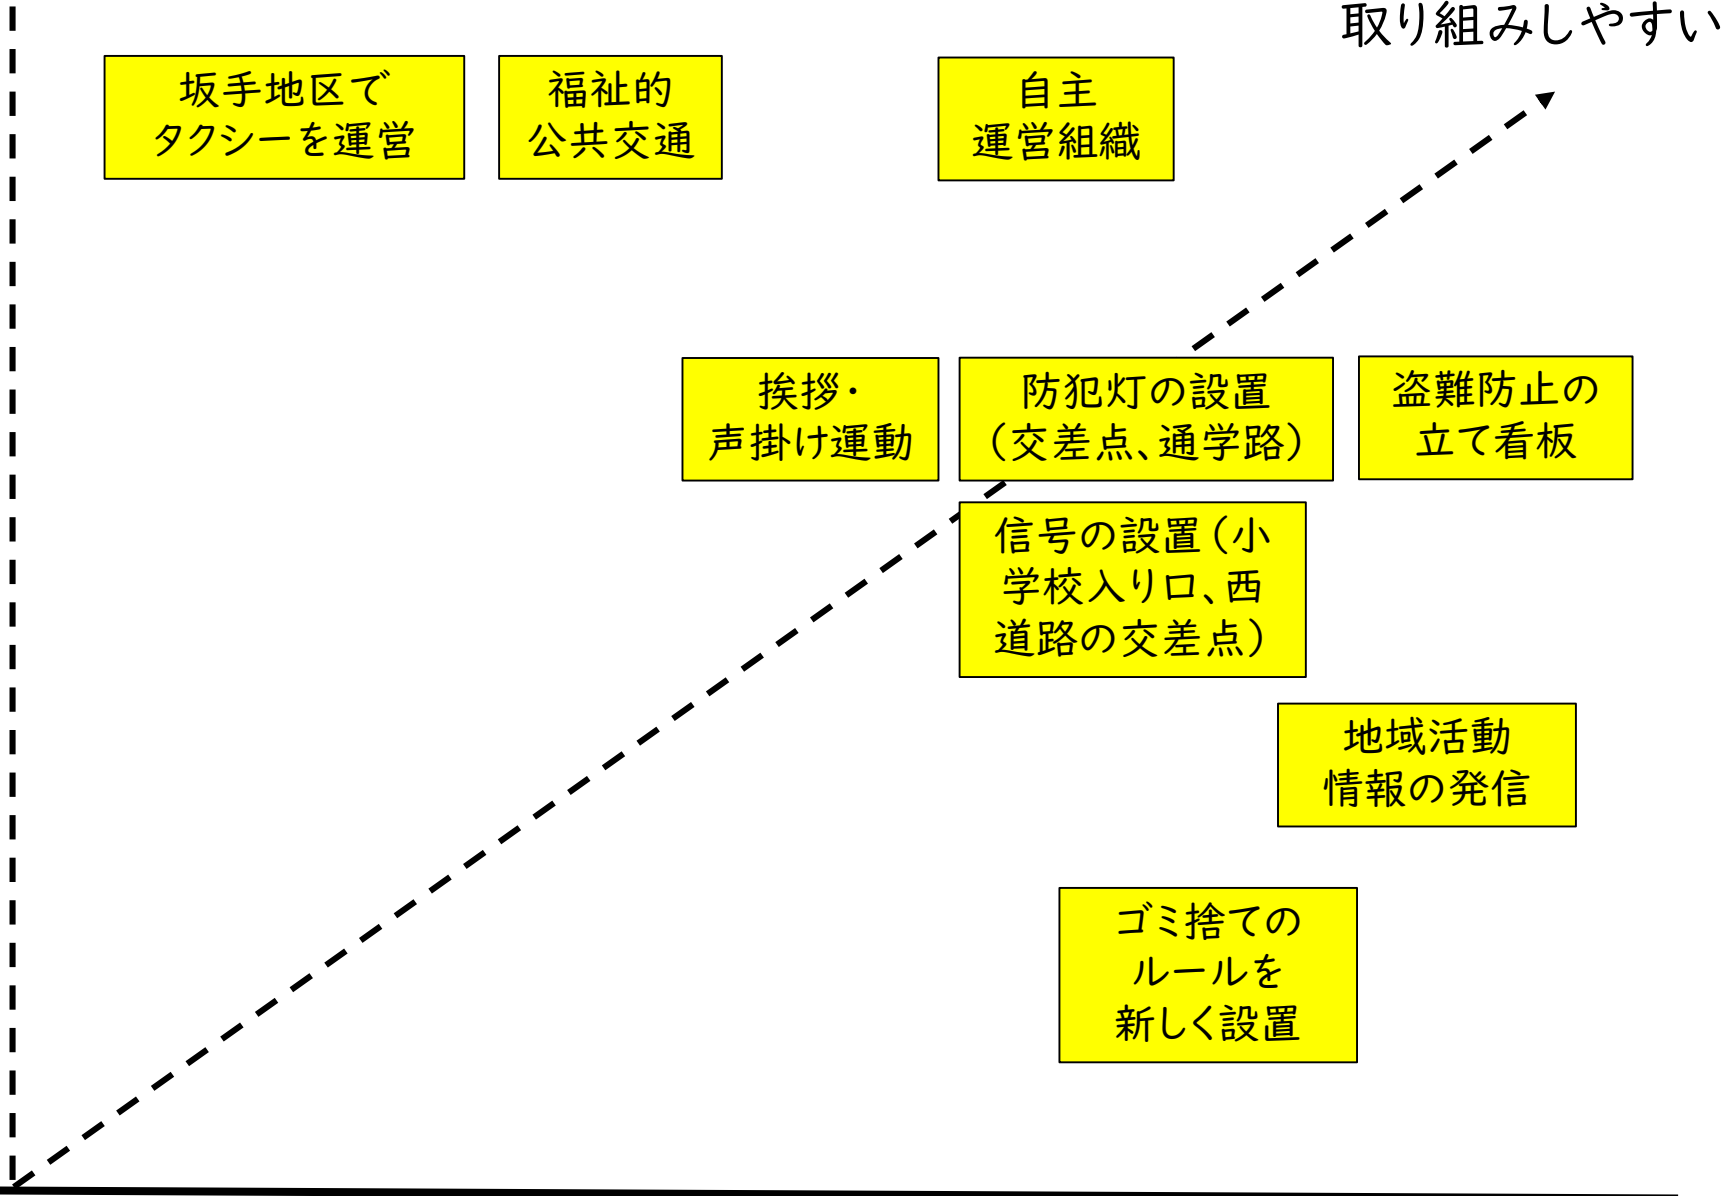 取り組みしやすい
坂手地区で
タクシーを運営
福祉的
公共交通
自主
運営組織
挨拶・
声掛け運動
防犯灯の設置
（交差点、通学路）
盗難防止の
立て看板
信号の設置（小
学校入り口、西
道路の交差点）
地域活動
情報の発信
ゴミ捨ての
ルールを
新しく設置